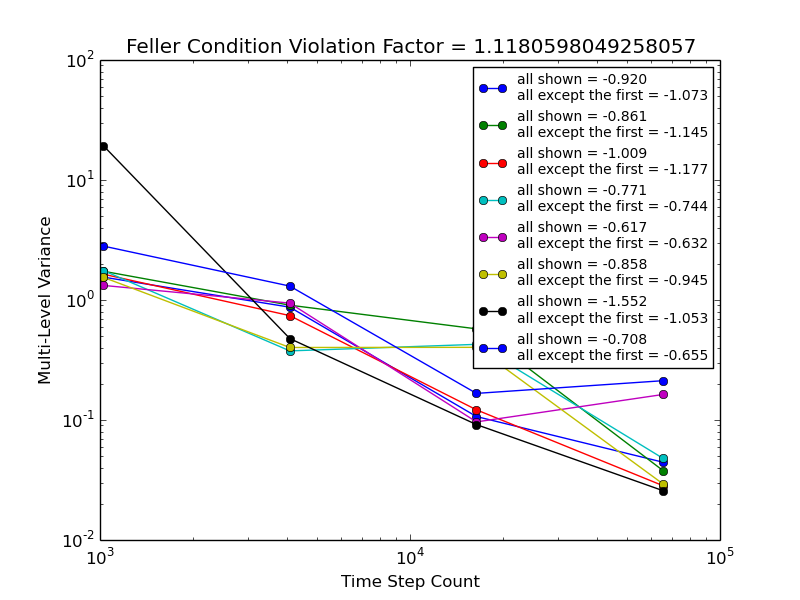 Feller Condition Violation Factor = 1.1180598049258057
10²
10¹
10⁰
10⁻¹
10⁻²
Multi-Level Variance
all shown = -0.920
all except the first = -1.073
all shown = -0.861
all except the first = -1.145
all shown = -1.009
all except the first = -1.177
all shown = -0.771
all except the first = -0.744
all shown = -0.617
all except the first = -0.632
all shown = -0.858
all except the first = -0.945
all shown = -1.552
all except the first = -1.053
all shown = -0.708
all except the first = -0.655
10³ 10⁴ 10⁵
Time Step Count